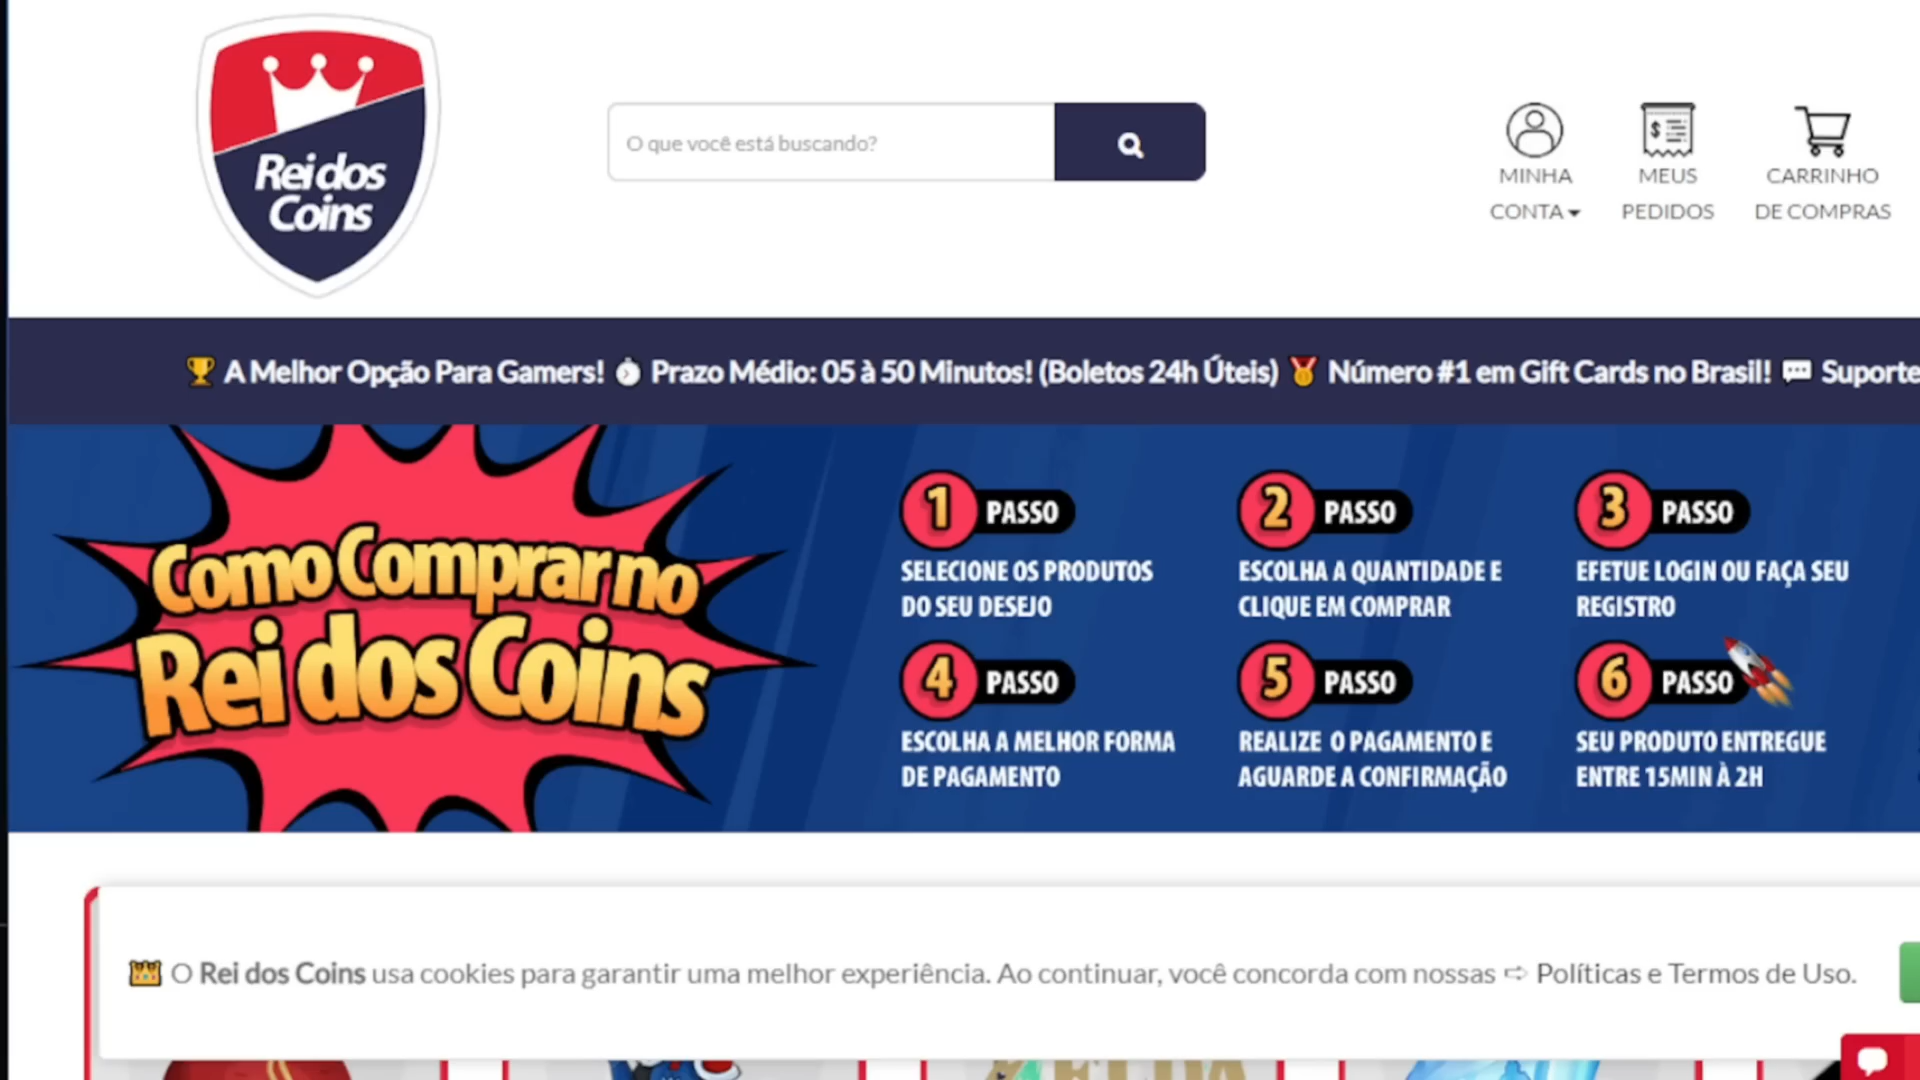 Rei dos
Coins
O que você está buscando?
MINHA
CONTA
MEUS
PEDIDOS
CARRINHO
DE COMPRAS
🏆 A Melhor Opção Para Gamers! ⏱ Prazo Médio: 05 à 50 Minutos! (Boletos 24h Úteis) 🏅 Número #1 em Gift Cards no Brasil! 💬 Suporte
Como Comprar no
Rei dos Coins
1 PASSO
SELECIONE OS PRODUTOS
DO SEU DESEJO
2 PASSO
ESCOLHA A QUANTIDADE E
CLIQUE EM COMPRAR
3 PASSO
EFETUE LOGIN OU FAÇA SEU
REGISTRO
4 PASSO
ESCOLHA A MELHOR FORMA
DE PAGAMENTO
5 PASSO
REALIZE O PAGAMENTO E
AGUARDE A CONFIRMAÇÃO
6 PASSO
SEU PRODUTO ENTREGUE
ENTRE 15MIN À 2H
O Rei dos Coins usa cookies para garantir uma melhor experiência. Ao continuar, você concorda com nossas ➪ Políticas e Termos de Uso.